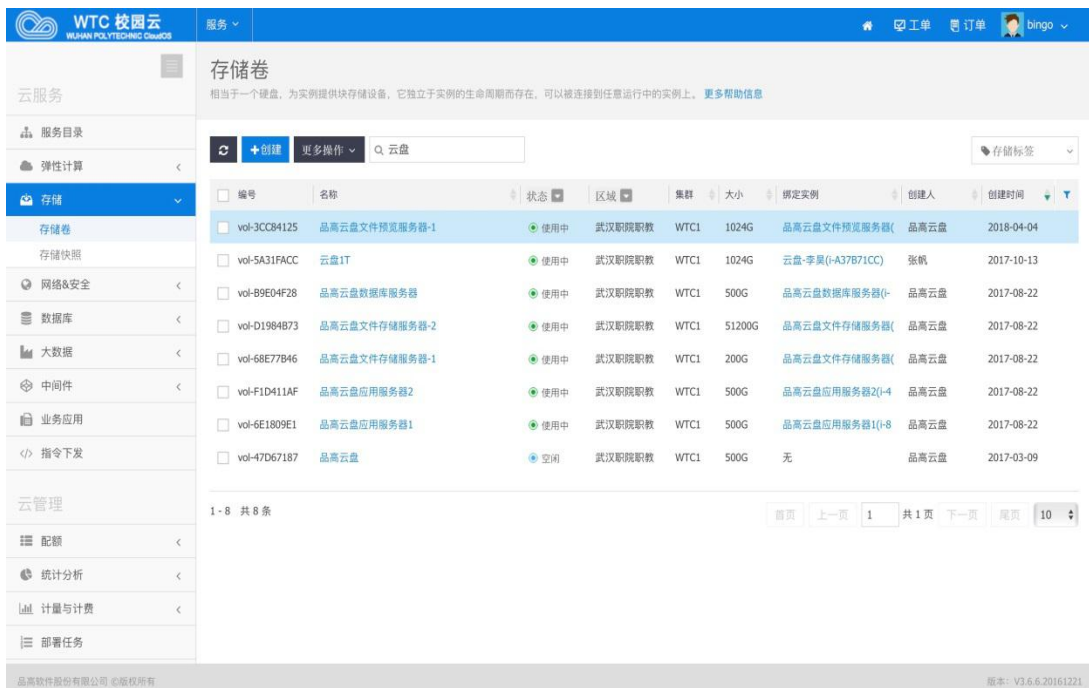 WTC 校园云
WUHAN POLYTECHNIC CloudOS
服务
工单
订单
bingo
云服务
服务目录
弹性计算
存储
存储卷
存储快照
网络&安全
数据库
大数据
中间件
业务应用
指令下发
云管理
配额
统计分析
计量与计费
部署任务
存储卷
相当于一个硬盘，为实例提供块存储设备，它独立于实例的生命周期而存在，可以被连接到任意运行中的实例上。 更多帮助信息
+创建 更多操作 云盘 存储标签
编号 名称 状态 区域 集群 大小 绑定实例 创建人 创建时间
vol-3CC84125 品高云盘文件预览服务器-1 使用中 武汉职院职教 WTC1 1024G 品高云盘文件预览服务器( 品高云盘 2018-04-04
vol-5A31FACC 云盘1T 使用中 武汉职院职教 WTC1 1024G 云盘-李昊(i-A37B71CC) 张帆 2017-10-13
vol-B9E04F28 品高云盘数据库服务器 使用中 武汉职院职教 WTC1 500G 品高云盘数据库服务器(i- 品高云盘 2017-08-22
vol-D1984B73 品高云盘文件存储服务器-2 使用中 武汉职院职教 WTC1 51200G 品高云盘文件存储服务器( 品高云盘 2017-08-22
vol-68E77B46 品高云盘文件存储服务器-1 使用中 武汉职院职教 WTC1 200G 品高云盘文件存储服务器( 品高云盘 2017-08-22
vol-F1D411AF 品高云盘应用服务器2 使用中 武汉职院职教 WTC1 500G 品高云盘应用服务器2(i-4 品高云盘 2017-08-22
vol-6E1809E1 品高云盘应用服务器1 使用中 武汉职院职教 WTC1 500G 品高云盘应用服务器1(i-8 品高云盘 2017-08-22
vol-47D67187 品高云盘 空闲 武汉职院职教 WTC1 500G 无 品高云盘 2017-03-09
1 - 8 共 8 条
首页 上一页 1 共 1 页 下一页 尾页 10
品高软件股份有限公司 ©版权所有
版本：V3.6.6.20161221